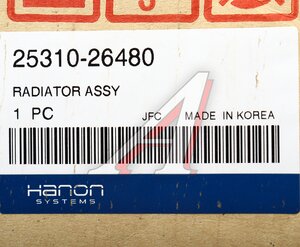 25310-26480
RADIATOR ASSY
1 PC JFC MADE IN KOREA
Hanon
SYSTEMS